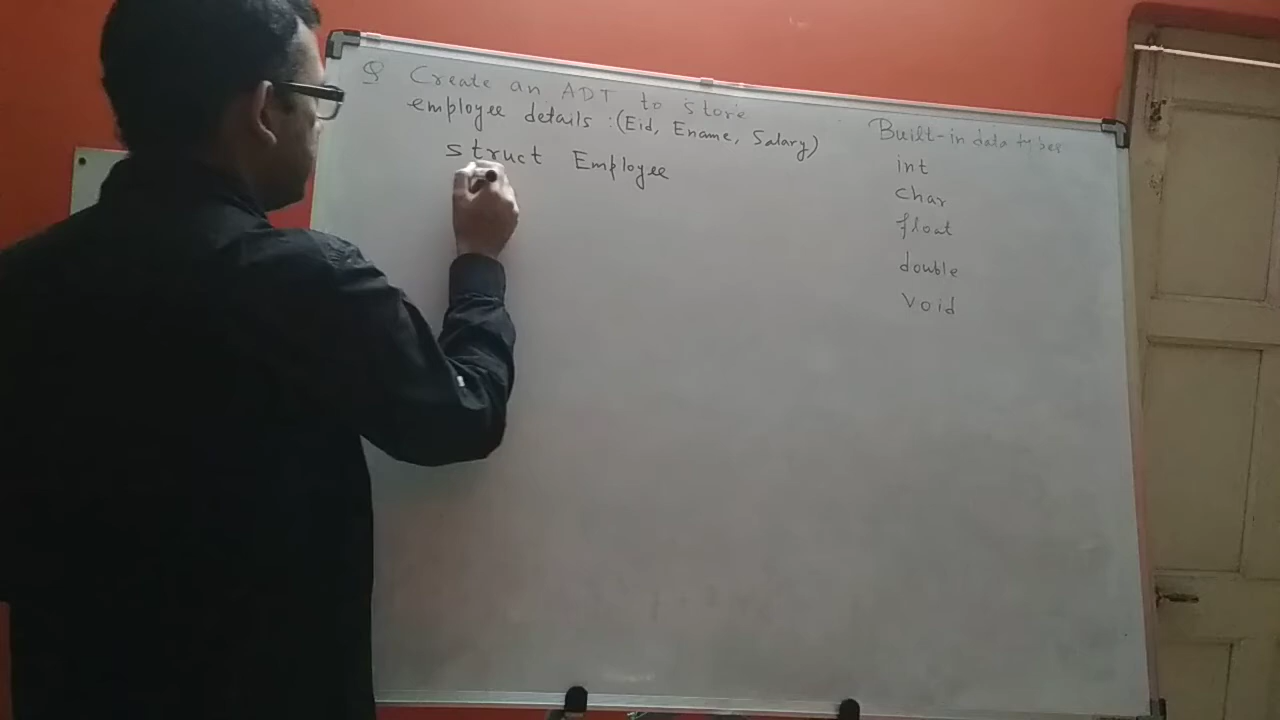 Q Create an ADT to store
employee details :(Eid, Ename, Salary)
struct Employee
Built-in data types
int
char
float
double
void